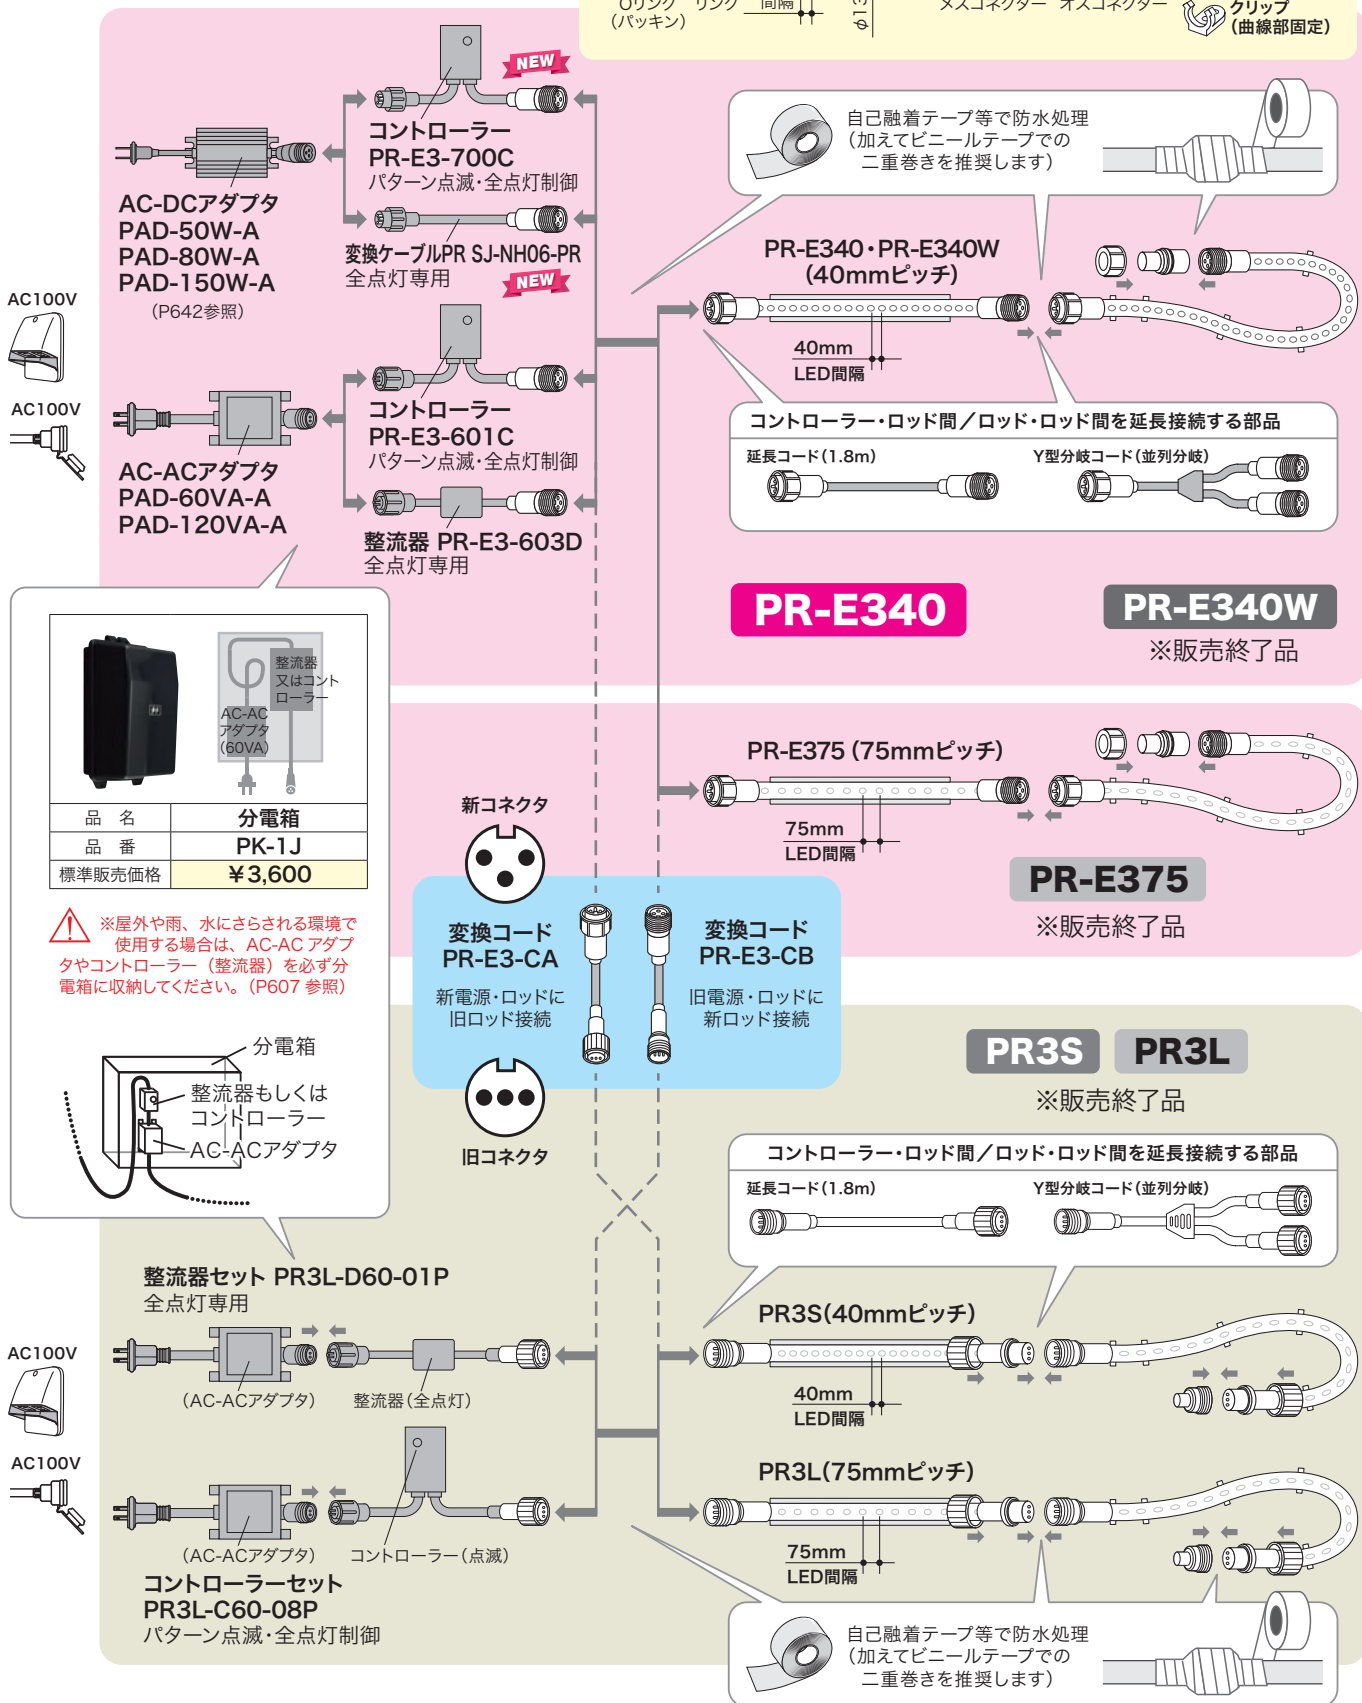 Oリング
(パッキン)
リング
間隔
13φ
メスコネクター
オスコネクター
クリップ
(曲線部固定)
NEW
コントローラー
PR-E3-700C
パターン点滅・全点灯制御
AC-DCアダプタ
PAD-50W-A
PAD-80W-A
PAD-150W-A
(P642参照)
変換ケーブルPR SJ-NH06-PR
全点灯専用
NEW
自己融着テープ等で防水処理
(加えてビニールテープでの
二重巻きを推奨します)
PR-E340・PR-E340W
(40mmピッチ)
40mm
LED間隔
AC100V
AC100V
コントローラー
PR-E3-601C
パターン点滅・全点灯制御
AC-ACアダプタ
PAD-60VA-A
PAD-120VA-A
整流器 PR-E3-603D
全点灯専用
コントローラー・ロッド間/ロッド・ロッド間を延長接続する部品
延長コード(1.8m)
Y型分岐コード(並列分岐)
PR-E340
PR-E340W
※販売終了品
整流器
又はコント
ローラー
AC-AC
アダプタ
(60VA)
品 名 分電箱
品 番 PK-1J
標準販売価格 ¥3,600
※屋外や雨、水にさらされる環境で
使用する場合は、AC-AC アダプ
タやコントローラー(整流器)を必ず分
電箱に収納してください。(P607 参照)
分電箱
整流器もしくは
コントローラー
AC-ACアダプタ
PR-E375 (75mmピッチ)
75mm
LED間隔
PR-E375
※販売終了品
新コネクタ
変換コード
PR-E3-CA
新電源・ロッドに
旧ロッド接続
変換コード
PR-E3-CB
旧電源・ロッドに
新ロッド接続
旧コネクタ
PR3S
PR3L
※販売終了品
コントローラー・ロッド間/ロッド・ロッド間を延長接続する部品
延長コード(1.8m)
Y型分岐コード(並列分岐)
整流器セット PR3L-D60-01P
全点灯専用
AC100V
(AC-ACアダプタ)
整流器(全点灯)
PR3S(40mmピッチ)
40mm
LED間隔
AC100V
(AC-ACアダプタ)
コントローラー(点滅)
コントローラーセット
PR3L-C60-08P
パターン点滅・全点灯制御
PR3L(75mmピッチ)
75mm
LED間隔
自己融着テープ等で防水処理
(加えてビニールテープでの
二重巻きを推奨します)